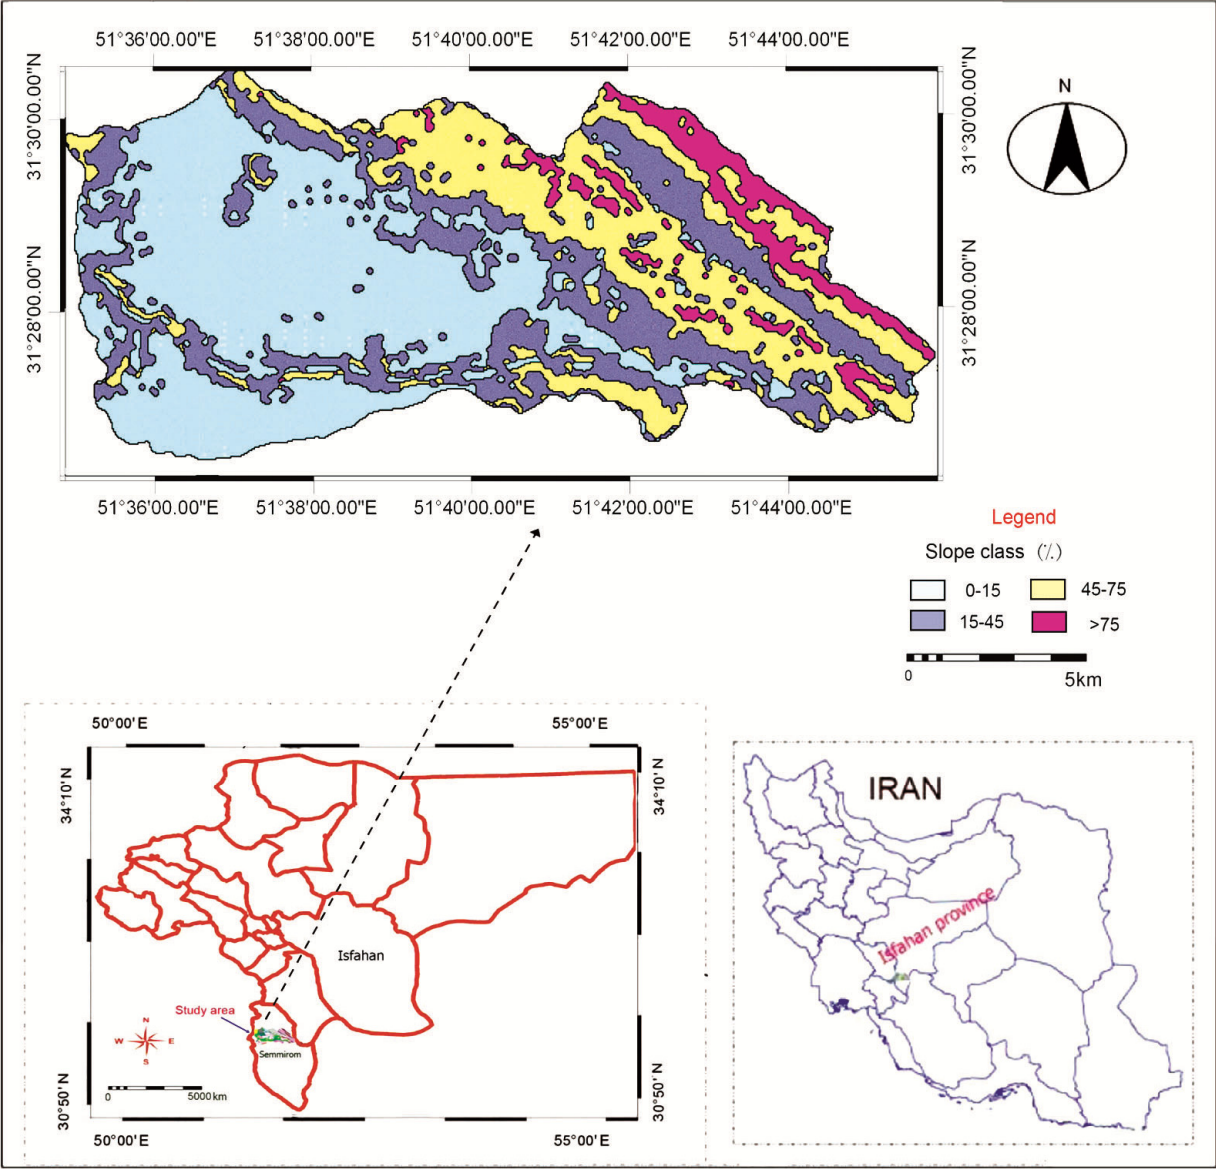 51°36'00.00"E 51°38'00.00"E 51°40'00.00"E 51°42'00.00"E 51°44'00.00"E
31°30'00.00"N
31°28'00.00"N
31°30'00.00"N
31°28'00.00"N
N
51°36'00.00"E 51°38'00.00"E 51°40'00.00"E 51°42'00.00"E 51°44'00.00"E
Legend
Slope class (%)
0-15 45-75
15-45 >75
0 5km
50°00'E 55°00'E
34°10'N
34°10'N
Isfahan
Study area
Semmirom
N
W E
S
0 5000km
30°50'N
30°50'N
50°00'E 55°00'E
IRAN
Isfahan province